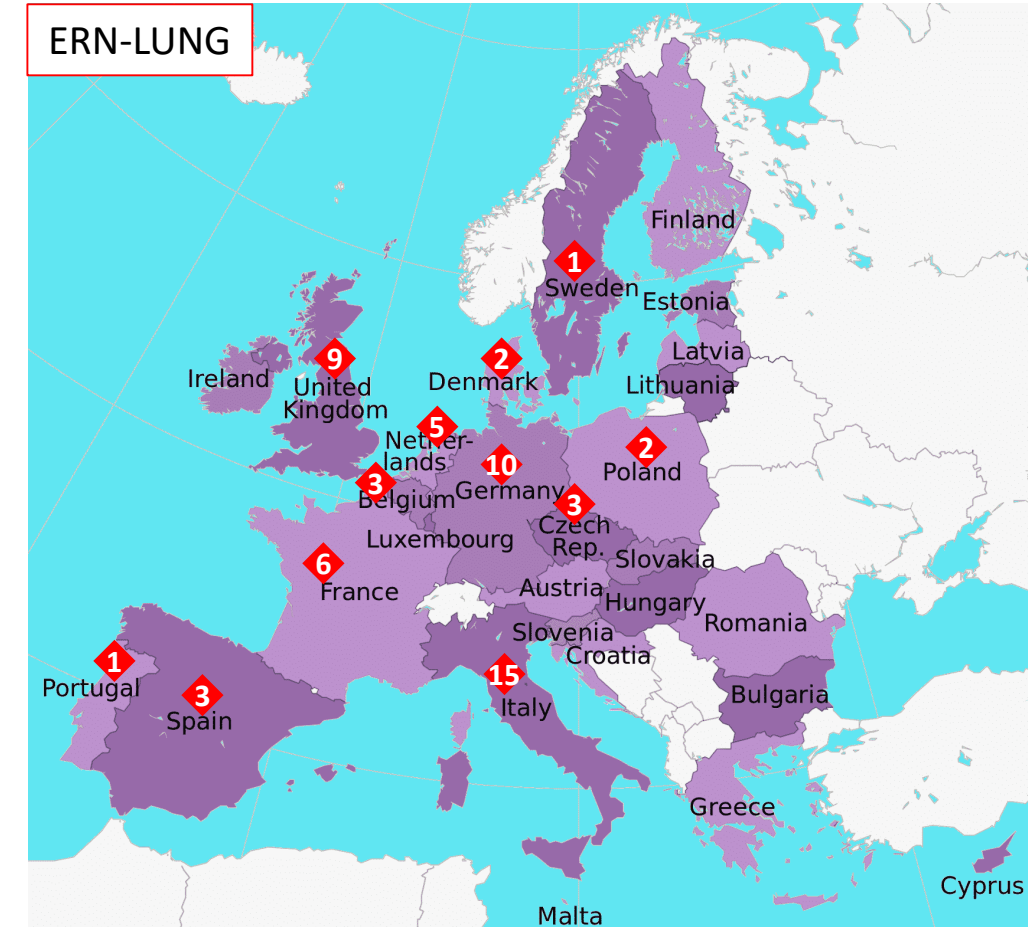 ERN-LUNG
Finland
1
Sweden
Estonia
9
2
Latvia
Ireland
United
Kingdom
Denmark
Lithuania
5
Nether-
lands
2
Poland
10
Germany
3
Belgium
3
Czech
Rep.
Luxembourg
Slovakia
6
France
Austria
Hungary
Romania
Slovenia
Croatia
1
Portugal
3
Spain
15
Italy
Bulgaria
Greece
Cyprus
Malta